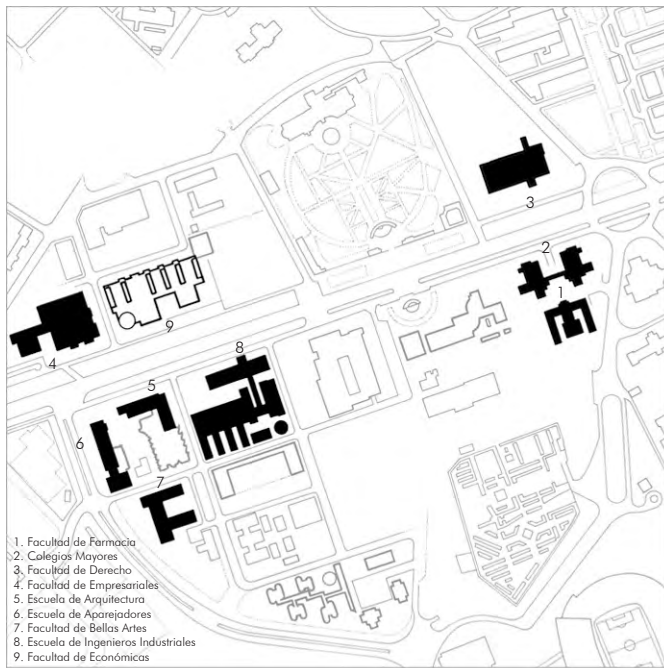 3
2
1
9
4
8
5
6
7
1. Facultad de Farmacia
2. Colegios Mayores
3. Facultad de Derecho
4. Facultad de Empresariales
5. Escuela de Arquitectura
6. Escuela de Aparejadores
7. Facultad de Bellas Artes
8. Escuela de Ingenieros Industriales
9. Facultad de Económicas